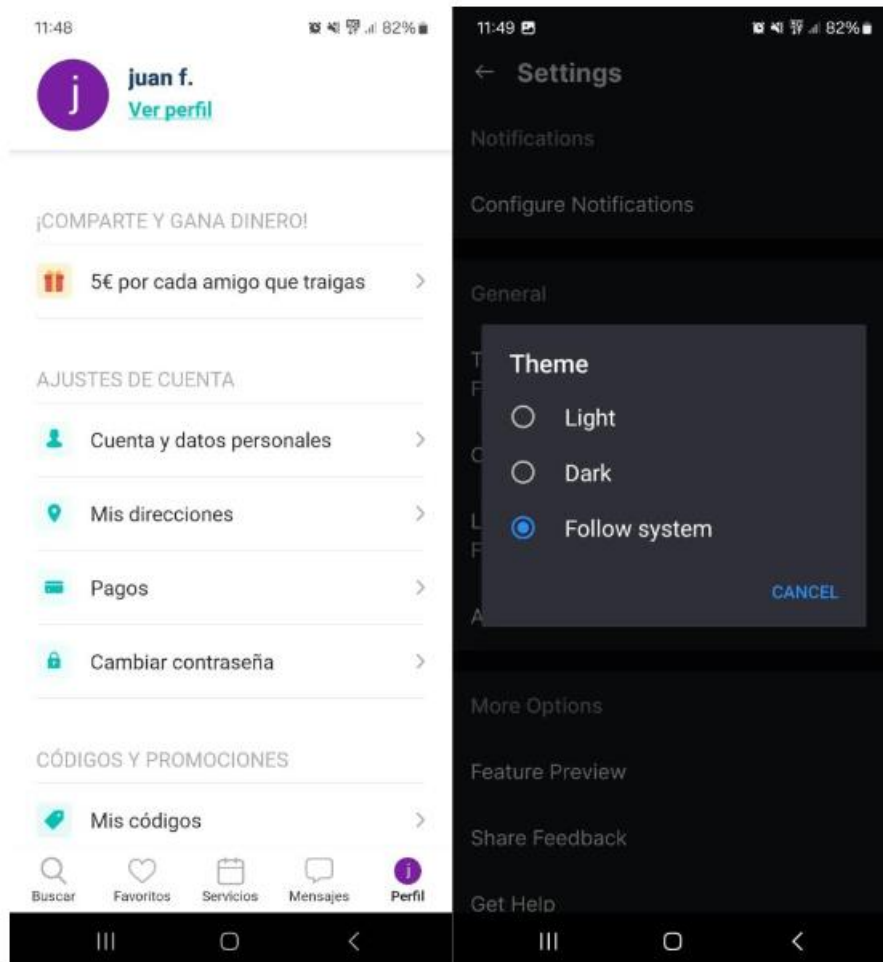 11:48
82%
j
juan f.
Ver perfil
¡COMPARTE Y GANA DINERO!
5€ por cada amigo que traigas
AJUSTES DE CUENTA
Cuenta y datos personales
Mis direcciones
Pagos
Cambiar contraseña
CÓDIGOS Y PROMOCIONES
Mis códigos
j
Buscar Favoritos Servicios Mensajes Perfil
11:49
82%
Settings
Notifications
Configure Notifications
General
T
F
Theme
Light
C
Dark
L
F
Follow system
CANCEL
A
More Options
Feature Preview
Share Feedback
Get Help